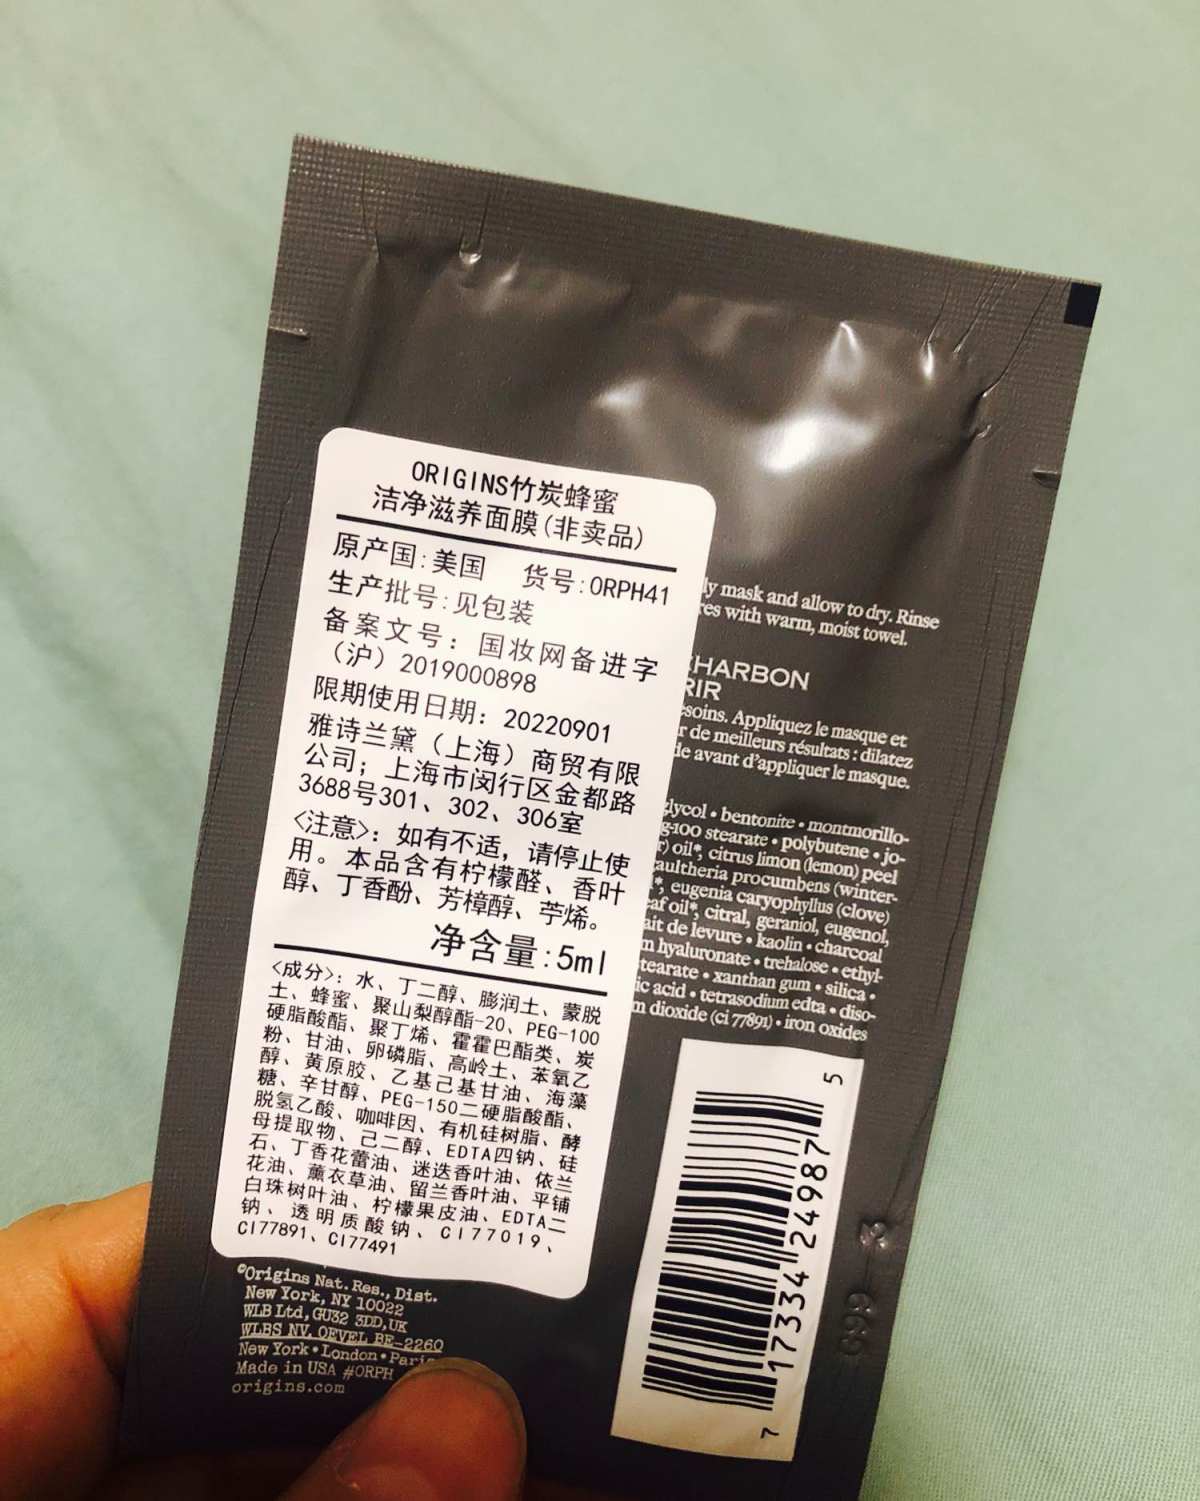 ORIGINS竹炭蜂蜜
洁净滋养面膜(非卖品)
原产国:美国 货号:0RPH41
生产批号:见包装
备案文号：国妆网备进字
（沪）2019000898
限期使用日期：20220901
雅诗兰黛（上海）商贸有限
公司；上海市闵行区金都路
3688号301、302、306室
<注意>：如有不适，请停止使
用。本品含有柠檬醛、香叶
醇、丁香酚、芳樟醇、苧烯。
净含量:5ml
<成分>：水、丁二醇、膨润土、蒙脱
土、蜂蜜、聚山梨醇酯-20、PEG-100
硬脂酸酯、聚丁烯、霍霍巴酯类、炭
粉、甘油、卵磷脂、高岭土、苯氧乙
醇、黄原胶、乙基己基甘油、海藻
糖、辛甘醇、PEG-150二硬脂酸酯、
脱氢乙酸、咖啡因、有机硅树脂、酵
母提取物、己二醇、EDTA四钠、硅
石、丁香花蕾油、迷迭香叶油、依兰
花油、薰衣草油、留兰香叶油、平铺
白珠树叶油、柠檬果皮油、EDTA二
钠、透明质酸钠、CI77019、
CI77891、CI77491
ly mask and allow to dry. Rinse
res with warm, moist towel.
CHARBON
RIR
soins. Appliquez le masque et
r de meilleurs résultats : dilatez
de avant d'appliquer le masque.
glycol • bentonite • montmorillo-
g-100 stearate • polybutene • jo-
r) oil*, citrus limon (lemon) peel
aultheria procumbens (winter-
*, eugenia caryophyllus (clove)
eaf oil*, citral, geraniol, eugenol,
ait de levure • kaolin • charcoal
m hyaluronate • trehalose • ethyl-
stearate • xanthan gum • silica •
ic acid • tetrasodium edta • diso-
m dioxide (ci 77891) • iron oxides
©Origins Nat. Res., Dist.
New York, NY 10022
WLB Ltd, GU32 3DD, UK
WLBS NV. OEVEL BE-2260
New York • London • Paris
Made in USA #0RPH
origins.com
7 17334 24987 5